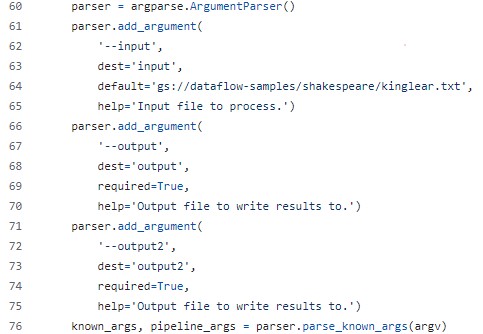 60 parser = argparse.ArgumentParser()
61 parser.add_argument(
62 '--input',
63 dest='input',
64 default='gs://dataflow-samples/shakespeare/kinglear.txt',
65 help='Input file to process.')
66 parser.add_argument(
67 '--output',
68 dest='output',
69 required=True,
70 help='Output file to write results to.')
71 parser.add_argument(
72 '--output2',
73 dest='output2',
74 required=True,
75 help='Output file to write results to.')
76 known_args, pipeline_args = parser.parse_known_args(argv)